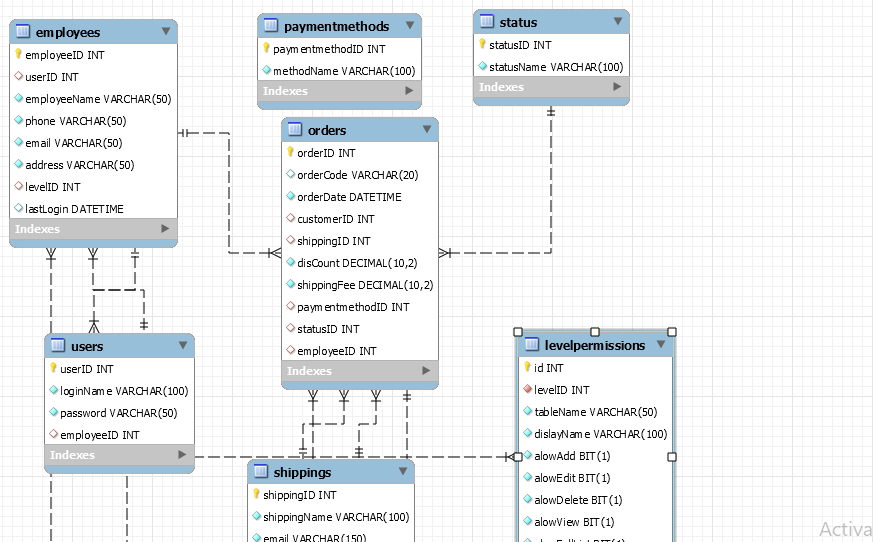 employees
employeeID INT
userID INT
employeeName VARCHAR(50)
phone VARCHAR(50)
email VARCHAR(50)
address VARCHAR(50)
levelID INT
lastLogin DATETIME
Indexes
paymentmethods
paymentmethodID INT
methodName VARCHAR(100)
Indexes
status
statusID INT
statusName VARCHAR(100)
Indexes
orders
orderID INT
orderCode VARCHAR(20)
orderDate DATETIME
customerID INT
shippingID INT
disCount DECIMAL(10,2)
shippingFee DECIMAL(10,2)
paymentmethodID INT
statusID INT
employeeID INT
Indexes
users
userID INT
loginName VARCHAR(100)
password VARCHAR(50)
employeeID INT
Indexes
levelpermissions
id INT
levelID INT
tableName VARCHAR(50)
dislayName VARCHAR(100)
alowAdd BIT(1)
alowEdit BIT(1)
alowDelete BIT(1)
alowView BIT(1)
shippings
shippingID INT
shippingName VARCHAR(100)
email VARCHAR(150)
Activa